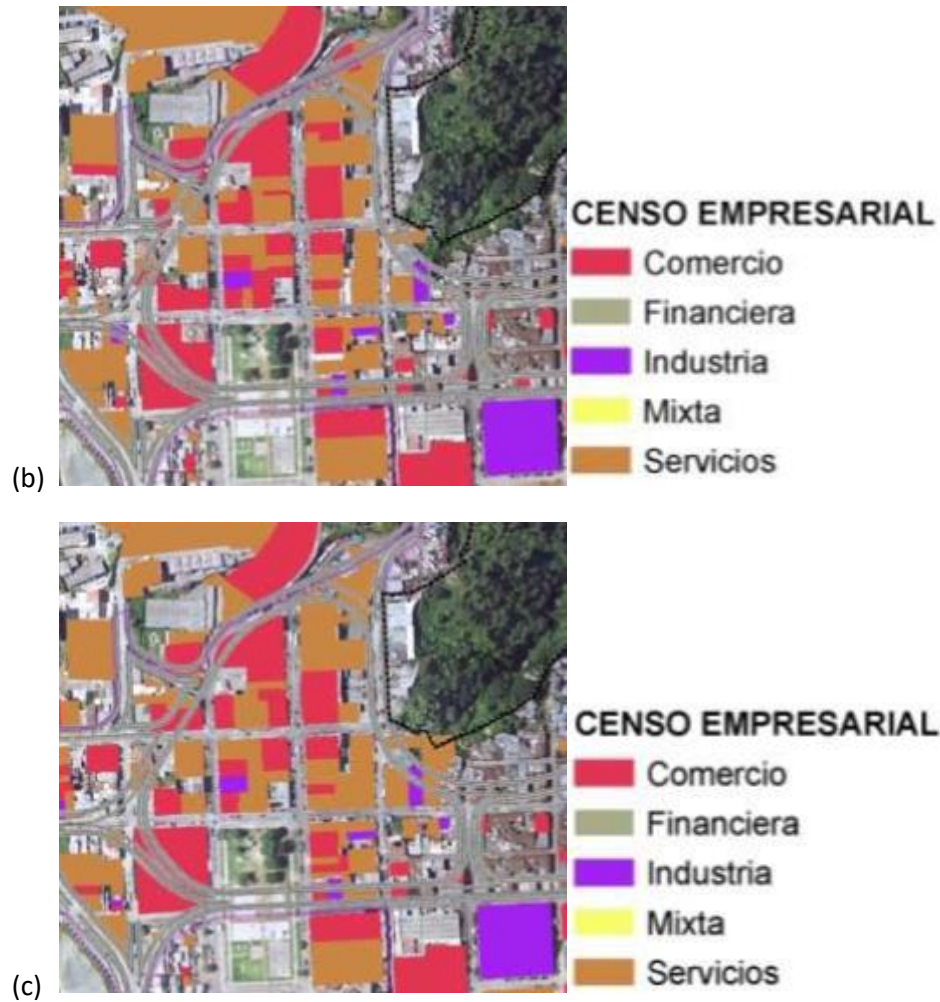 CENSO EMPRESARIAL
Comercio
Financiera
Industria
Mixta
Servicios
(b)
CENSO EMPRESARIAL
Comercio
Financiera
Industria
Mixta
Servicios
(c)